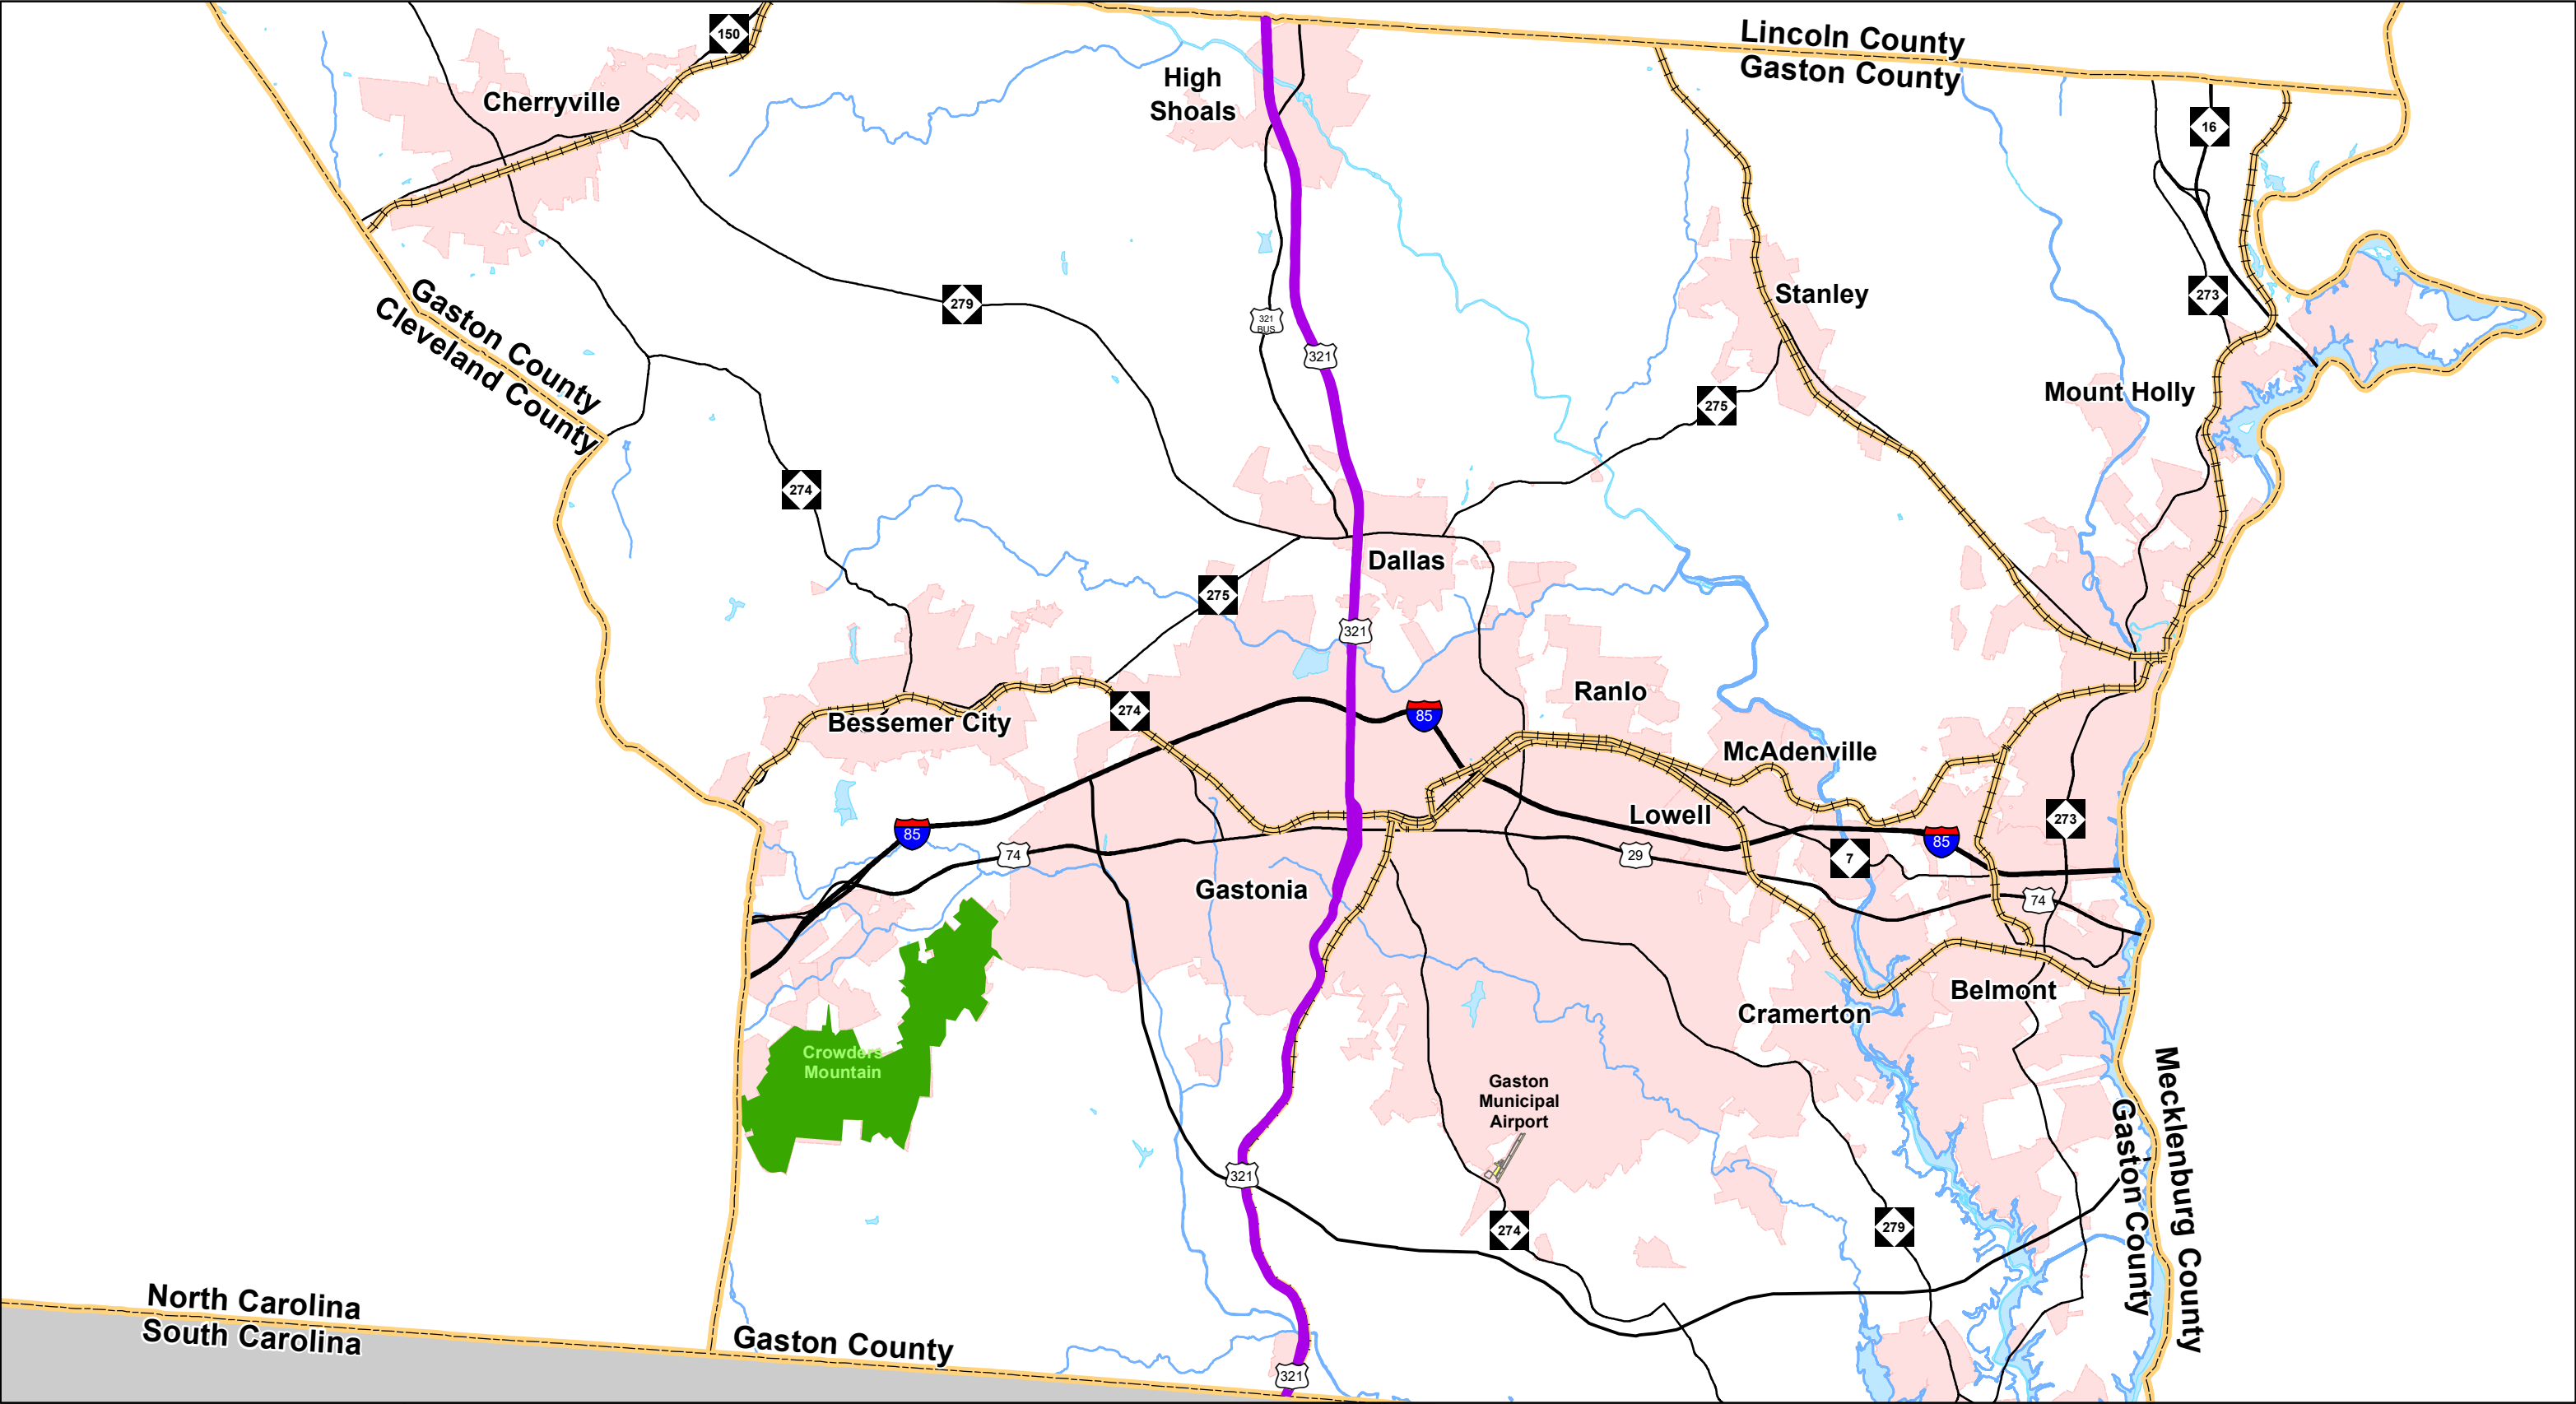 150
Lincoln County
Gaston County
High
Shoals
Cherryville
16
Gaston County
Cleveland County
279
321
BUS
321
Stanley
273
275
Mount Holly
274
Dallas
275
321
Ranlo
274
85
Bessemer City
McAdenville
Lowell
85
74
29
7
85
273
74
Gastonia
Belmont
Cramerton
Crowders
Mountain
Gaston
Municipal
Airport
Mecklenburg County
Gaston County
321
274
279
North Carolina
South Carolina
Gaston County
321